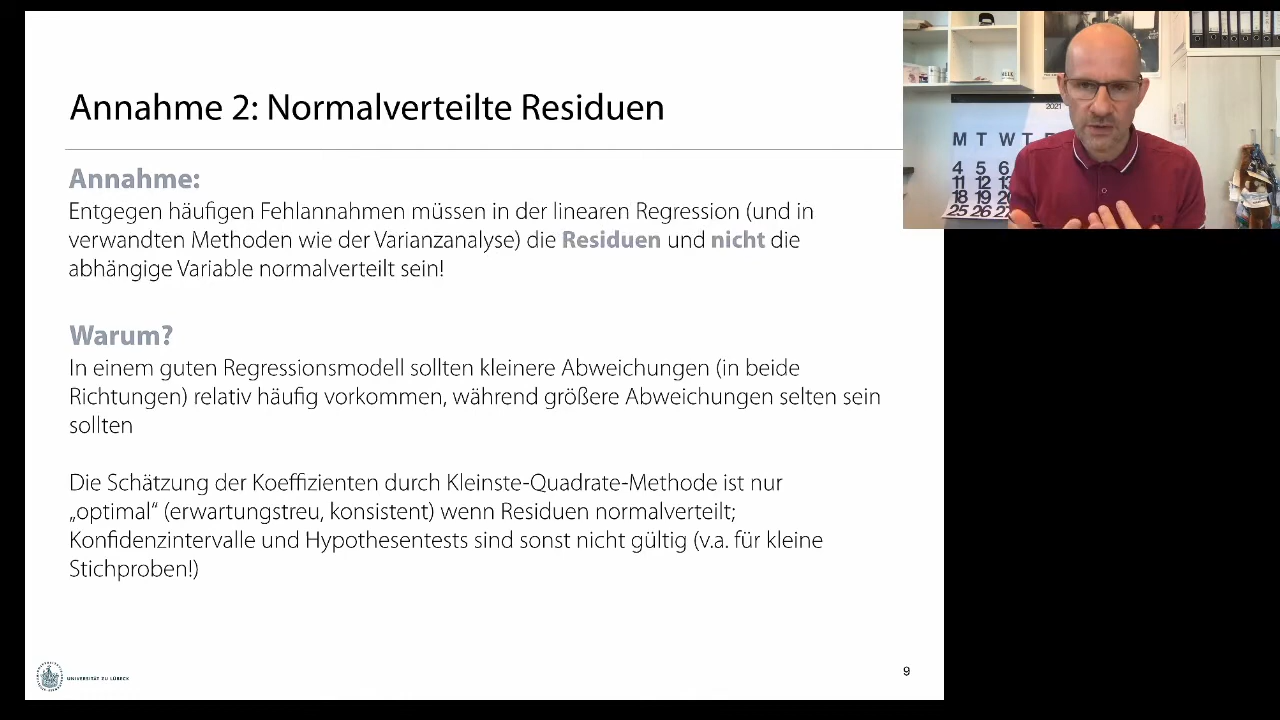 Annahme 2: Normalverteilte Residuen
Annahme:
Entgegen häufigen Fehlannahmen müssen in der linearen Regression (und in
verwandten Methoden wie der Varianzanalyse) die Residuen und nicht die
abhängige Variable normalverteilt sein!
Warum?
In einem guten Regressionsmodell sollten kleinere Abweichungen (in beide
Richtungen) relativ häufig vorkommen, während größere Abweichungen selten sein
sollten
Die Schätzung der Koeffizienten durch Kleinste-Quadrate-Methode ist nur
„optimal“ (erwartungstreu, konsistent) wenn Residuen normalverteilt;
Konfidenzintervalle und Hypothesentests sind sonst nicht gültig (v.a. für kleine
Stichproben!)
UNIVERSITÄT ZU LÜBECK
9
2021
M T W T
4 5 6
11 12 13
18 19 20
25 26 27